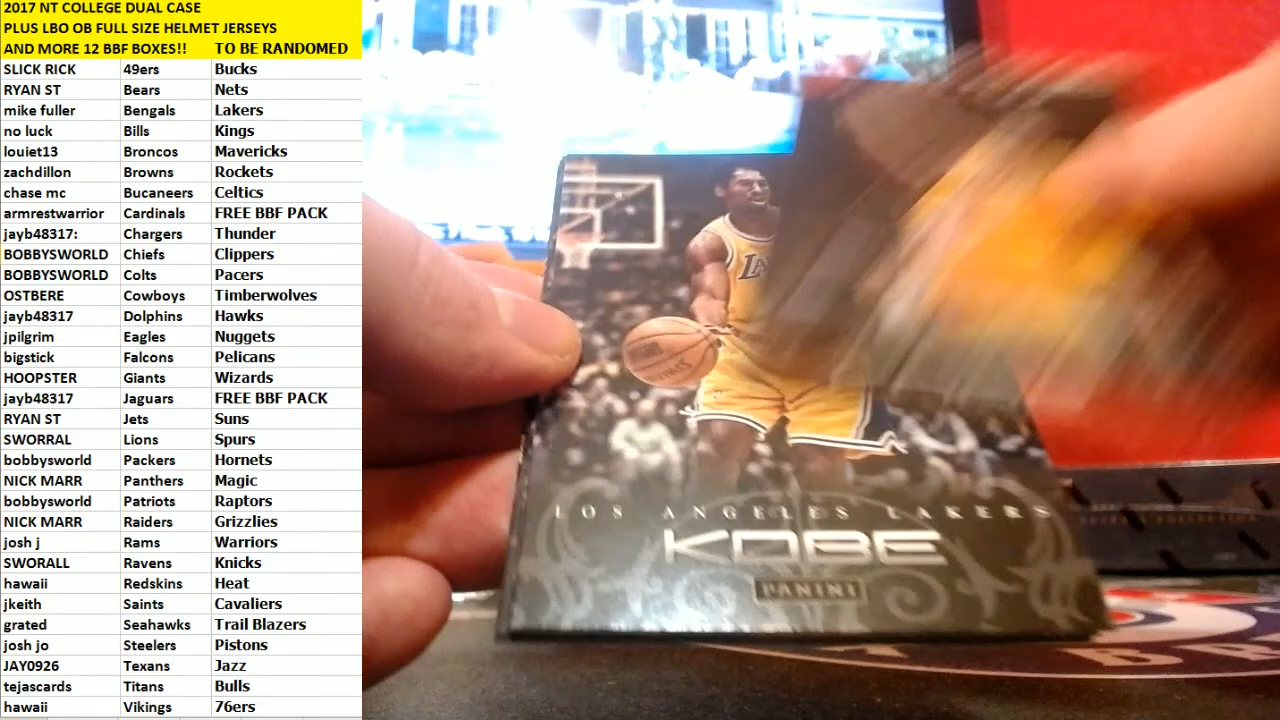 2017 NT COLLEGE DUAL CASE
PLUS LBO OB FULL SIZE HELMET JERSEYS
AND MORE 12 BBF BOXES!! TO BE RANDOMED
SLICK RICK 49ers Bucks
RYAN ST Bears Nets
mike fuller Bengals Lakers
no luck Bills Kings
louiet13 Broncos Mavericks
zachdillon Browns Rockets
chase mc Bucaneers Celtics
armrestwarrior Cardinals FREE BBF PACK
jayb48317: Chargers Thunder
BOBBYSWORLD Chiefs Clippers
BOBBYSWORLD Colts Pacers
OSTBERE Cowboys Timberwolves
jayb48317 Dolphins Hawks
jpilgrim Eagles Nuggets
bigstick Falcons Pelicans
HOOPSTER Giants Wizards
jayb48317 Jaguars FREE BBF PACK
RYAN ST Jets Suns
SWORRAL Lions Spurs
bobbysworld Packers Hornets
NICK MARR Panthers Magic
bobbysworld Patriots Raptors
NICK MARR Raiders Grizzlies
josh j Rams Warriors
SWORALL Ravens Knicks
hawaii Redskins Heat
jkeith Saints Cavaliers
grated Seahawks Trail Blazers
josh jo Steelers Pistons
JAY0926 Texans Jazz
tejascards Titans Bulls
hawaii Vikings 76ers
LOS ANGELES LAKERS
KOBE
PANINI